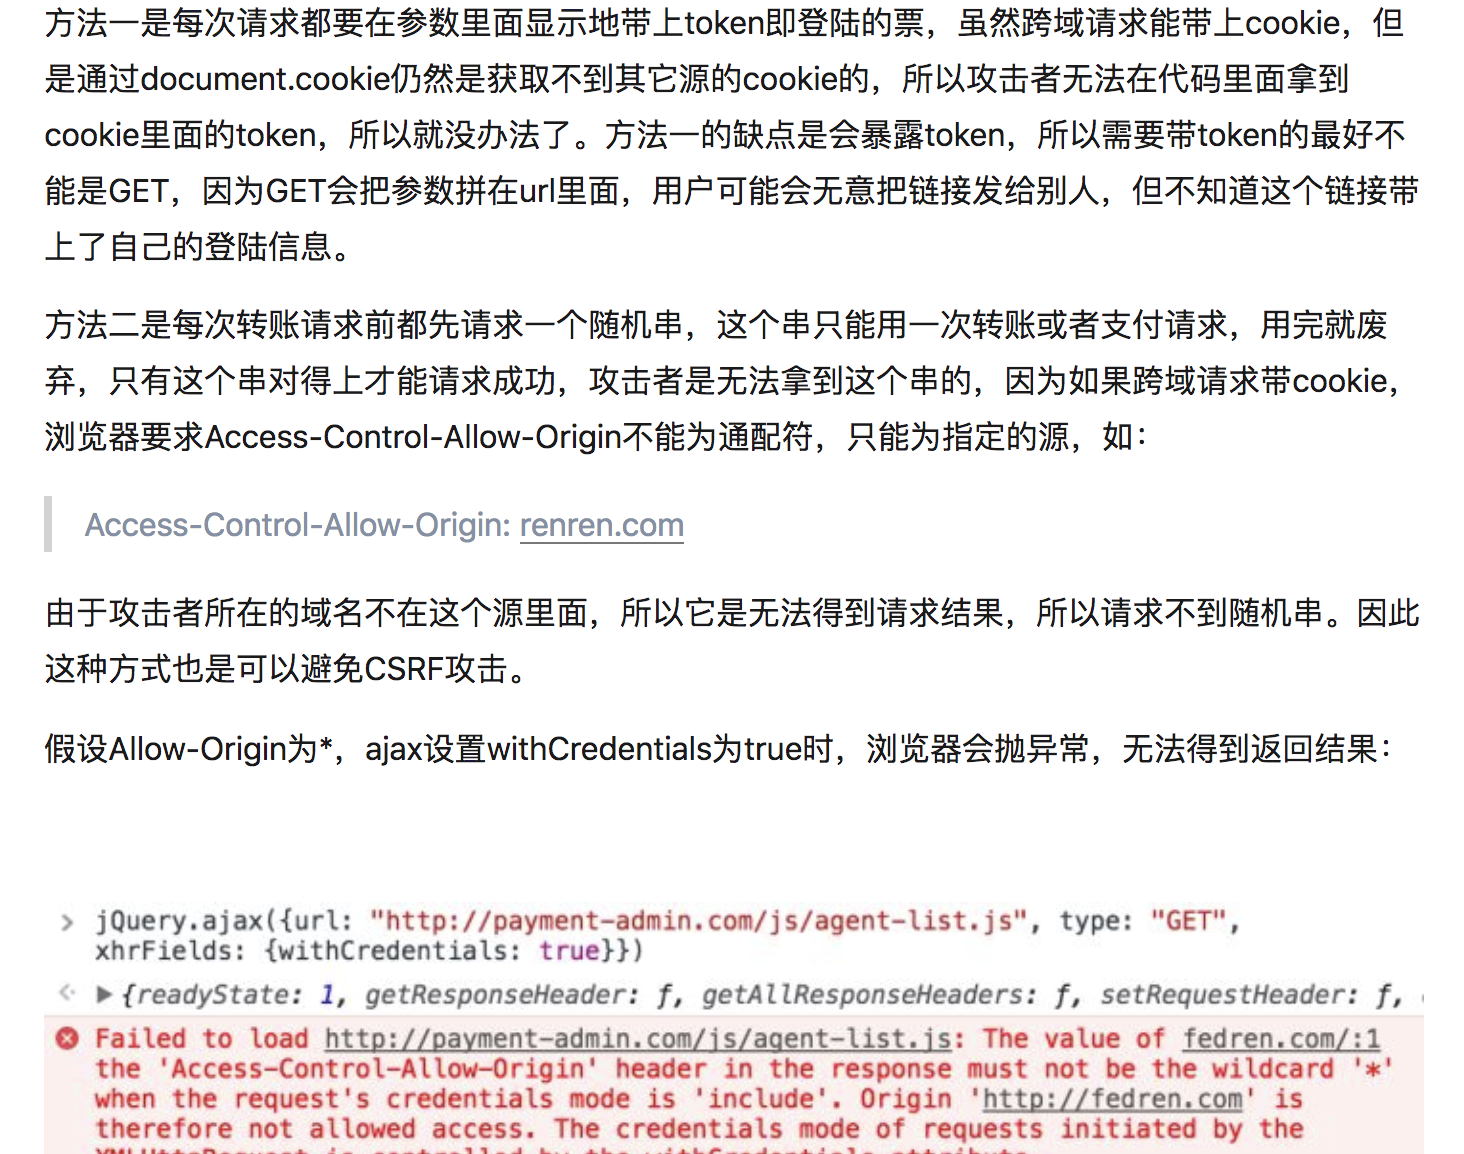 方法一是每次请求都要在参数里面显示地带上token即登陆的票，虽然跨域请求能带上cookie，但
是通过document.cookie仍然是获取不到其它源的cookie的，所以攻击者无法在代码里面拿到
cookie里面的token，所以就没办法了。方法一的缺点是会暴露token，所以需要带token的最好不
能是GET，因为GET会把参数拼在url里面，用户可能会无意把链接发给别人，但不知道这个链接带
上了自己的登陆信息。
方法二是每次转账请求前都先请求一个随机串，这个串只能用一次转账或者支付请求，用完就废
弃，只有这个串对得上才能请求成功，攻击者是无法拿到这个串的，因为如果跨域请求带cookie，
浏览器要求Access-Control-Allow-Origin不能为通配符，只能为指定的源，如：
Access-Control-Allow-Origin: renren.com
由于攻击者所在的域名不在这个源里面，所以它是无法得到请求结果，所以请求不到随机串。因此
这种方式也是可以避免CSRF攻击。
假设Allow-Origin为*，ajax设置withCredentials为true时，浏览器会抛异常，无法得到返回结果：
> jQuery.ajax({url: "http://payment-admin.com/js/agent-list.js", type: "GET",
xhrFields: {withCredentials: true}})
▶{readyState: 1, getResponseHeader: ƒ, getAllResponseHeaders: ƒ, setRequestHeader: ƒ,
Failed to load http://payment-admin.com/js/agent-list.js: The value of fedren.com/:1
the 'Access-Control-Allow-Origin' header in the response must not be the wildcard '*'
when the request's credentials mode is 'include'. Origin 'http://fedren.com' is
therefore not allowed access. The credentials mode of requests initiated by the